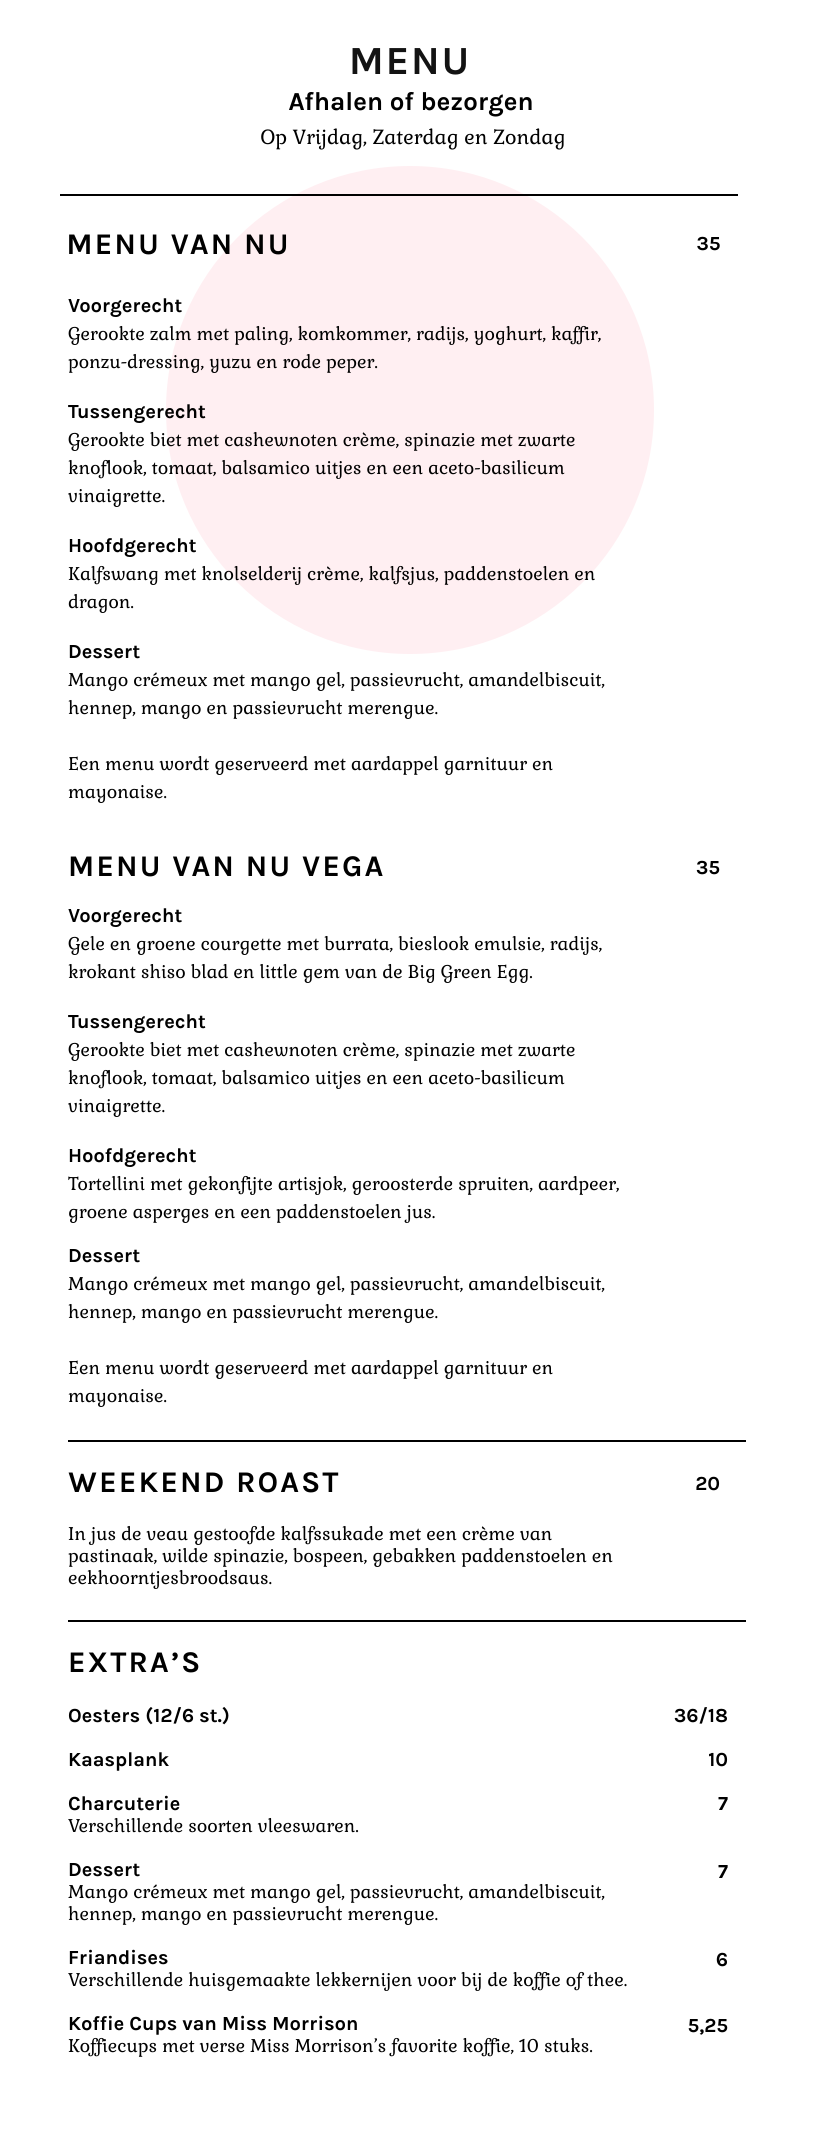 MENU
Afhalen of bezorgen
Op Vrijdag, Zaterdag en Zondag
MENU VAN NU 35
Voorgerecht
Gerookte zalm met paling, komkommer, radijs, yoghurt, kaffir,
ponzu-dressing, yuzu en rode peper.
Tussengerecht
Gerookte biet met cashewnoten crème, spinazie met zwarte
knoflook, tomaat, balsamico uitjes en een aceto-basilicum
vinaigrette.
Hoofdgerecht
Kalfswang met knolselderij crème, kalfsjus, paddenstoelen en
dragon.
Dessert
Mango crémeux met mango gel, passievrucht, amandelbiscuit,
hennep, mango en passievrucht merengue.
Een menu wordt geserveerd met aardappel garnituur en
mayonaise.
MENU VAN NU VEGA 35
Voorgerecht
Gele en groene courgette met burrata, bieslook emulsie, radijs,
krokant shiso blad en little gem van de Big Green Egg.
Tussengerecht
Gerookte biet met cashewnoten crème, spinazie met zwarte
knoflook, tomaat, balsamico uitjes en een aceto-basilicum
vinaigrette.
Hoofdgerecht
Tortellini met gekonfijte artisjok, geroosterde spruiten, aardpeer,
groene asperges en een paddenstoelen jus.
Dessert
Mango crémeux met mango gel, passievrucht, amandelbiscuit,
hennep, mango en passievrucht merengue.
Een menu wordt geserveerd met aardappel garnituur en
mayonaise.
WEEKEND ROAST 20
In jus de veau gestoofde kalfssukade met een crème van
pastinaak, wilde spinazie, bospeen, gebakken paddenstoelen en
eekhoorntjesbroodsaus.
EXTRA’S
Oesters (12/6 st.) 36/18
Kaasplank 10
Charcuterie 7
Verschillende soorten vleeswaren.
Dessert 7
Mango crémeux met mango gel, passievrucht, amandelbiscuit,
hennep, mango en passievrucht merengue.
Friandises 6
Verschillende huisgemaakte lekkernijen voor bij de koffie of thee.
Koffie Cups van Miss Morrison 5,25
Koffiecups met verse Miss Morrison’s favorite koffie, 10 stuks.